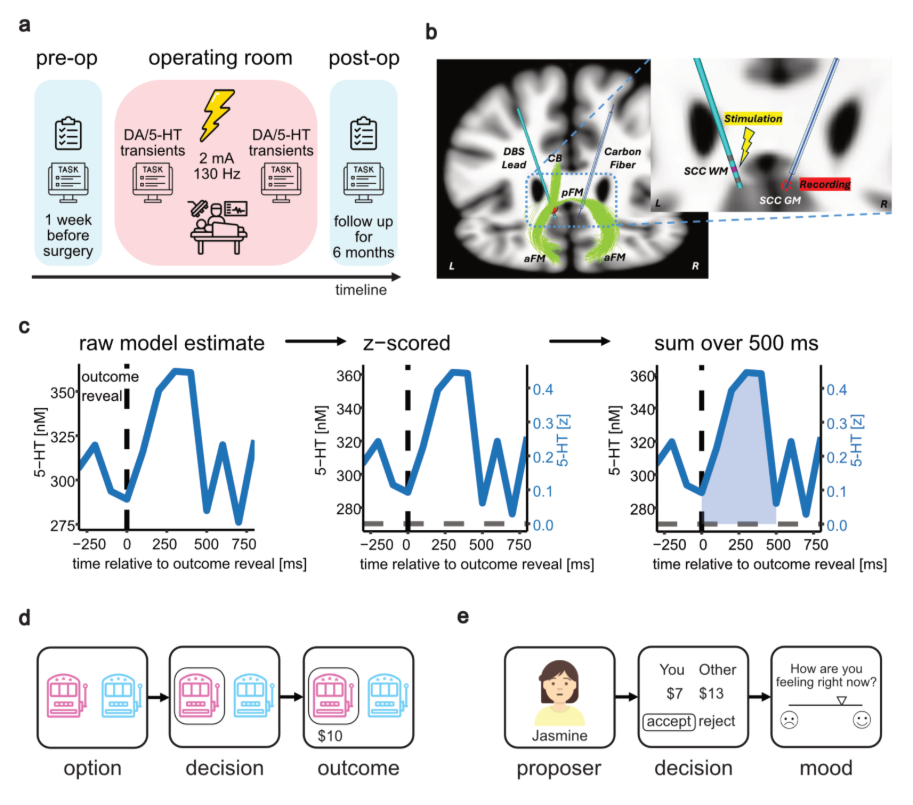 a
pre-op
operating room
post-op
TASK
1 week
before
surgery
DA/5-HT
transients
TASK
2 mA
130 Hz
DA/5-HT
transients
TASK
TASK
follow up
for
6 months
timeline
b
DBS
Lead
CB
Carbon
Fiber
pFM
aFM
aFM
L
R
Stimulation
SCC WM
Recording
SCC GM
L
R
c
raw model estimate
z−scored
sum over 500 ms
outcome
reveal
5−HT [nM]
350
325
300
275
−250 0 250 500 750
time relative to outcome reveal [ms]
5−HT [nM]
360
340
320
300
280
0.4
0.3
0.2
0.1
0.0
5-HT [z]
−250 0 250 500 750
time relative to outcome reveal [ms]
5−HT [nM]
360
340
320
300
280
0.4
0.3
0.2
0.1
0.0
5-HT [z]
−250 0 250 500 750
time relative to outcome reveal [ms]
d
$10
option
decision
outcome
e
Jasmine
You Other
$7 $13
accept reject
How are you
feeling right now?
proposer
decision
mood